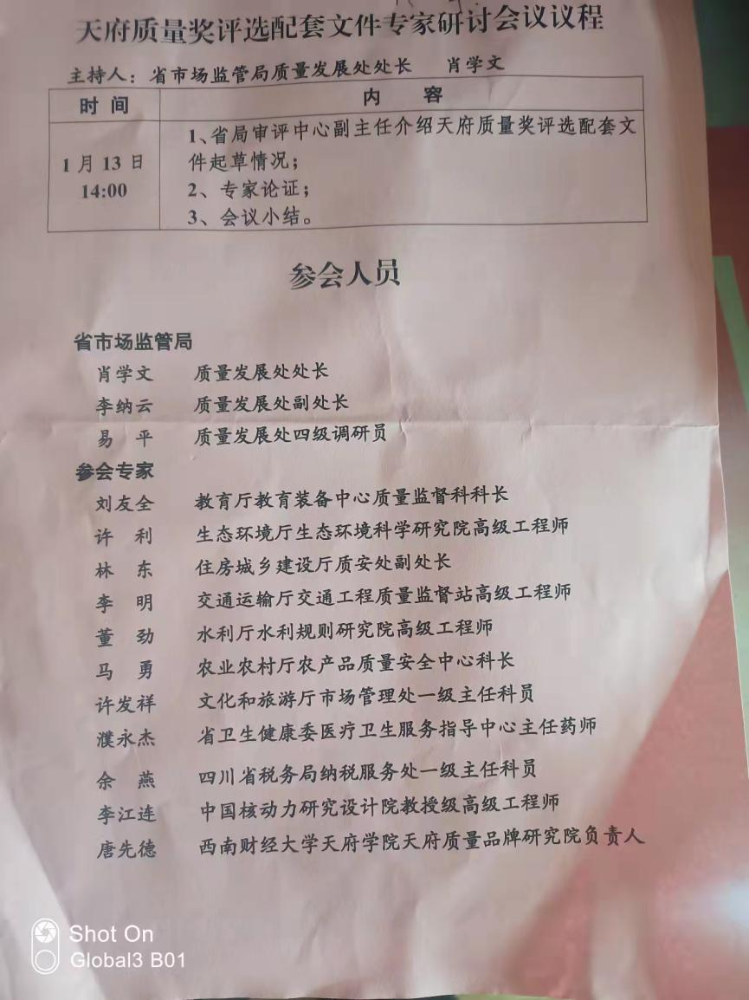 天府质量奖评选配套文件专家研讨会议议程
主持人：省市场监管局质量发展处处长 肖学文
时 间 内 容
1月13日
14:00
1、省局审评中心副主任介绍天府质量奖评选配套文
件起草情况；
2、专家论证；
3、会议小结。
参会人员
省市场监管局
肖学文 质量发展处处长
李纳云 质量发展处副处长
易 平 质量发展处四级调研员
参会专家
刘友全 教育厅教育装备中心质量监督科科长
许 利 生态环境厅生态环境科学研究院高级工程师
林 东 住房城乡建设厅质安处副处长
李 明 交通运输厅交通工程质量监督站高级工程师
董 劲 水利厅水利规则研究院高级工程师
马 勇 农业农村厅农产品质量安全中心科长
许发祥 文化和旅游厅市场管理处一级主任科员
濮永杰 省卫生健康委医疗卫生服务指导中心主任药师
余 燕 四川省税务局纳税服务处一级主任科员
李江连 中国核动力研究设计院教授级高级工程师
唐先德 西南财经大学天府学院天府质量品牌研究院负责人
Shot On
Global3 B01